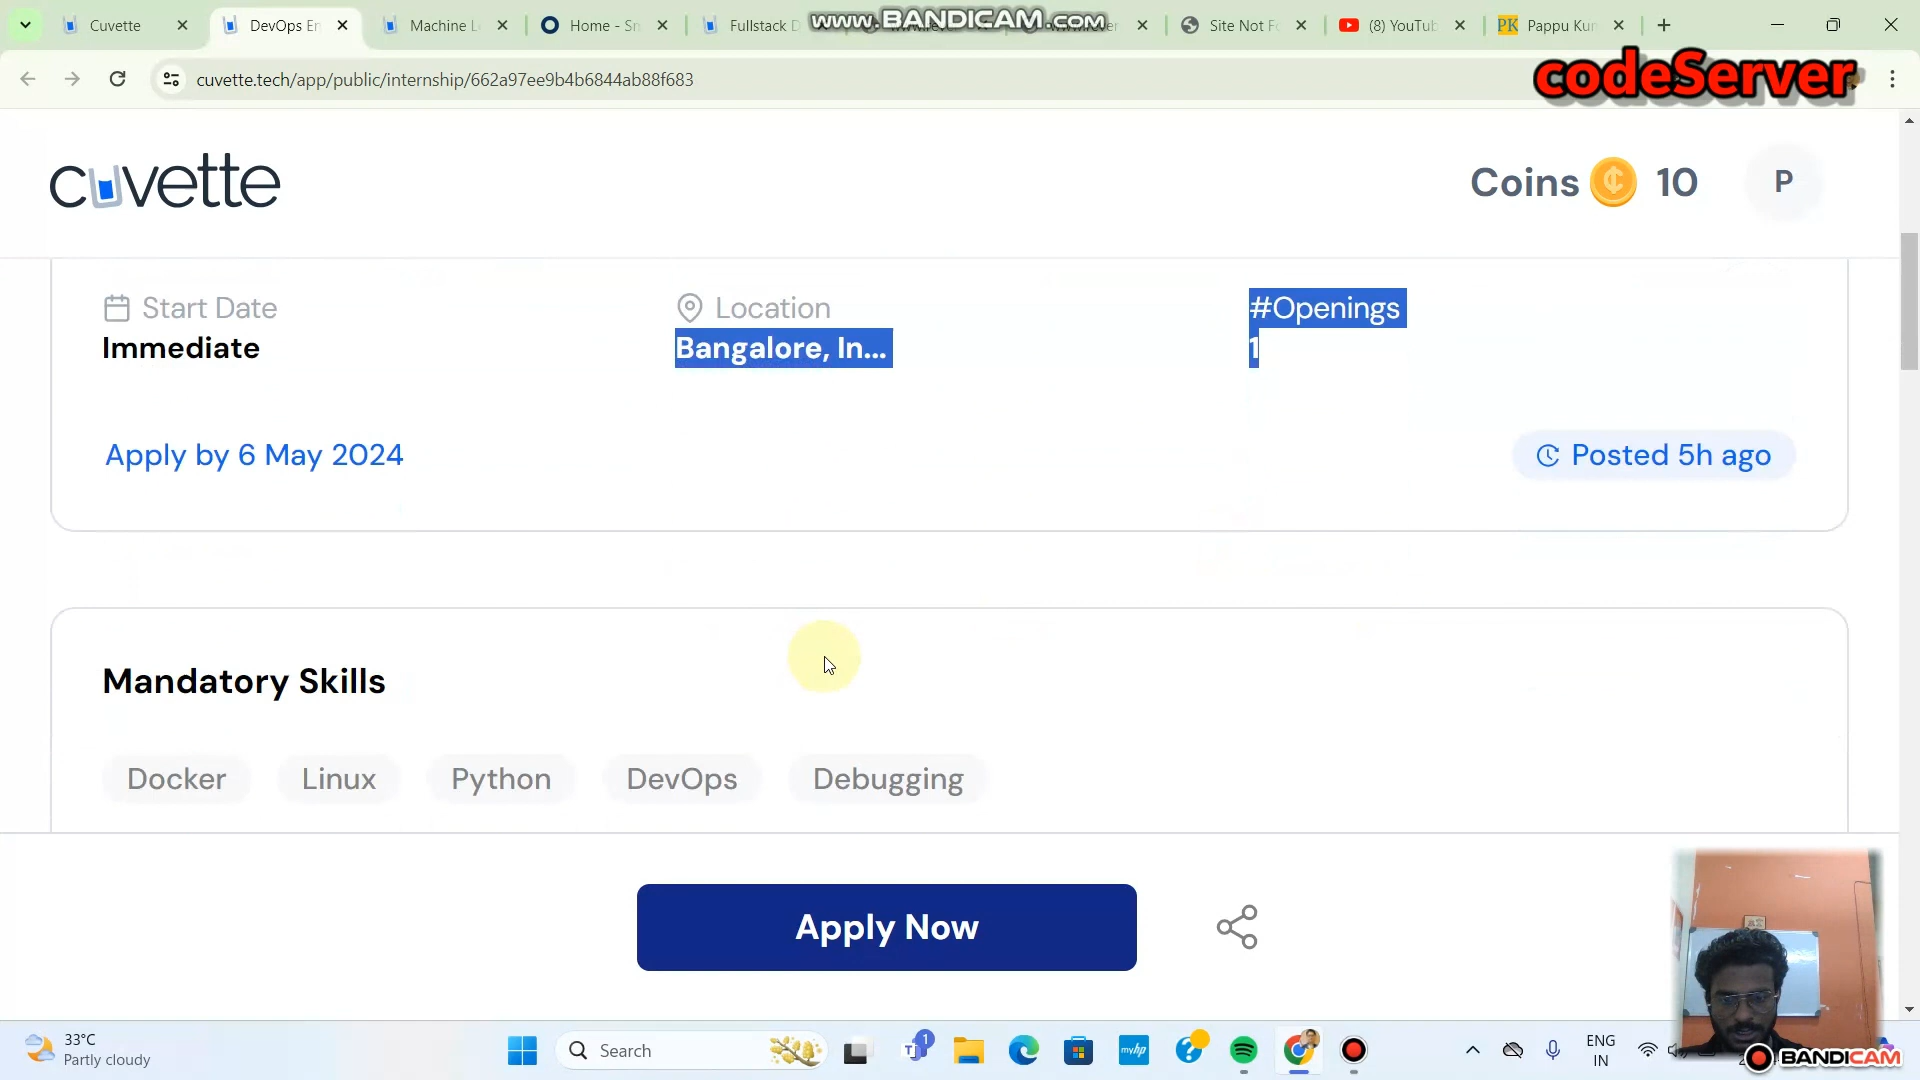 Cuvette
DevOps En
Machine L
Home - Sn
Fullstack D
www.BANDICAM.COM
Site Not Fo
(8) YouTub
PK Pappu Kun
cuvette.tech/app/public/internship/662a97ee9b4b6844ab88f683
codeServer
cuvette
Coins 10
P
Start Date
Location
#Openings
Immediate
Bangalore, In...
1
Apply by 6 May 2024
Posted 5h ago
Mandatory Skills
Docker
Linux
Python
DevOps
Debugging
Apply Now
33°C
Partly cloudy
Search
1
myhp
ENG
IN
BANDICAM